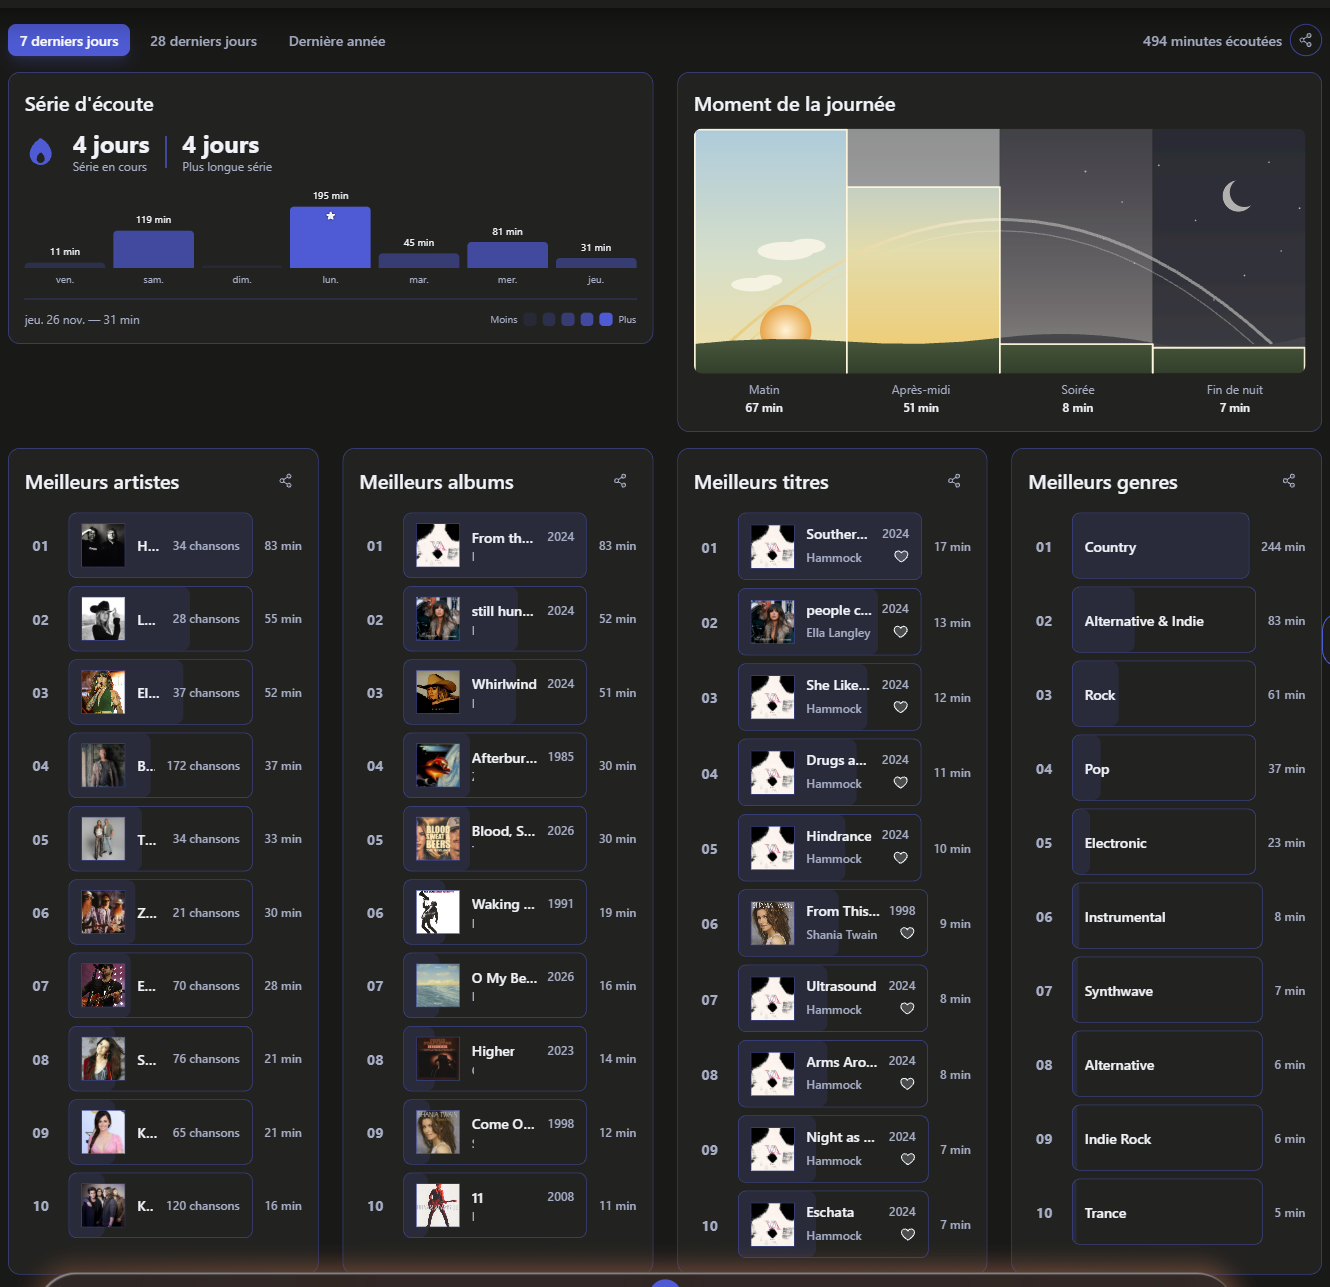 7 derniers jours
28 derniers jours
Dernière année
494 minutes écoutées
Série d'écoute
4 jours
Série en cours
4 jours
Plus longue série
11 min
119 min
195 min
45 min
81 min
31 min
ven.
sam.
dim.
lun.
mar.
mer.
jeu.
jeu. 26 nov. — 31 min
Moins
Plus
Moment de la journée
Matin
67 min
Après-midi
51 min
Soirée
8 min
Fin de nuit
7 min
Meilleurs artistes
01 H... 34 chansons 83 min
02 L... 28 chansons 55 min
03 El... 37 chansons 52 min
04 B... 172 chansons 37 min
05 T... 34 chansons 33 min
06 Z... 21 chansons 30 min
07 E... 70 chansons 28 min
08 S... 76 chansons 21 min
09 K... 65 chansons 21 min
10 K.. 120 chansons 16 min
Meilleurs albums
01 From th... 2024 83 min
02 still hun... 2024 52 min
03 Whirlwind 2024 51 min
04 Afterbur... 1985 30 min
05 Blood, S... 2026 30 min
BLOOD
SWEAT
BEERS
06 Waking ... 1991 19 min
07 O My Be... 2026 16 min
08 Higher 2023 14 min
09 Come O... 1998 12 min
SHANIA TWAIN
10 11 2008 11 min
Meilleurs titres
01 Souther... 2024 17 min
Hammock
02 people c... 2024 13 min
Ella Langley
03 She Like... 2024 12 min
Hammock
04 Drugs a... 2024 11 min
Hammock
05 Hindrance 2024 10 min
Hammock
06 From This... 1998 9 min
Shania Twain
07 Ultrasound 2024 8 min
Hammock
08 Arms Aro... 2024 8 min
Hammock
09 Night as ... 2024 7 min
Hammock
10 Eschata 2024 7 min
Hammock
Meilleurs genres
01 Country 244 min
02 Alternative & Indie 83 min
03 Rock 61 min
04 Pop 37 min
05 Electronic 23 min
06 Instrumental 8 min
07 Synthwave 7 min
08 Alternative 6 min
09 Indie Rock 6 min
10 Trance 5 min